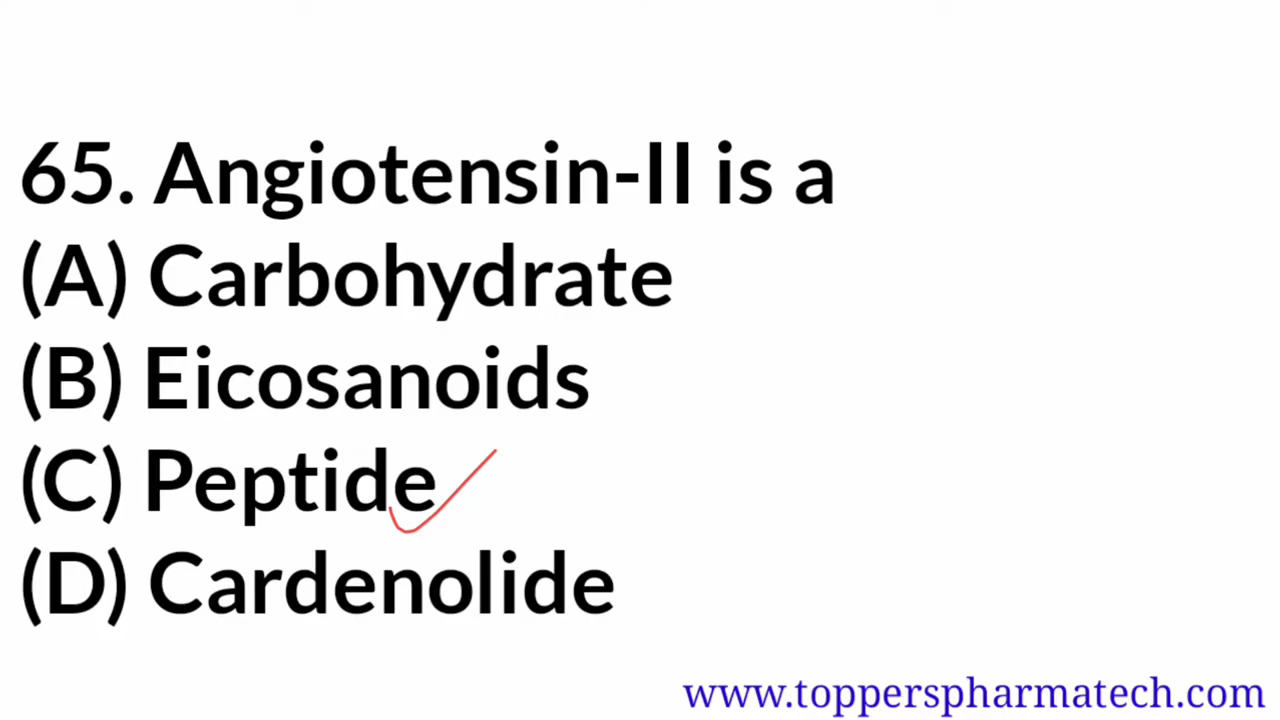 65. Angiotensin-II is a
(A) Carbohydrate
(B) Eicosanoids
(C) Peptide
(D) Cardenolide
www.topperspharmatech.com